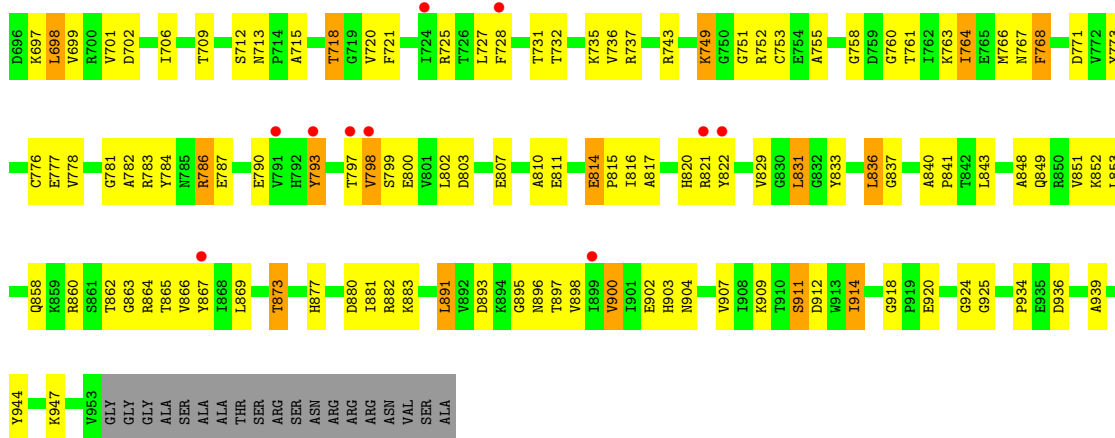 D696 K697 L698 V699 R700 V701 D702 I706 T709 S712 N713 P714 A715 T718 G719 V720 F721 I724 R725 T726 L727 F728 T731 T732 K735 V736 R737 R743 K749 G750 G751 R752 C753 E754 A755 G758 D759 G760 T761 I762 K763 I764 E765 M766 N767 F768 D771 V772 Y773
C776 E777 V778 G781 A782 R783 Y784 N785 R786 E787 E790 V791 H792 Y793 T797 V798 S799 E800 V801 L802 D803 E807 A810 E811 E814 P815 I816 A817 H820 R821 Y822 V829 G830 L831 G832 Y833 L836 G837 A840 P841 T842 L843 A848 Q849 R850 V851 K852 L853
Q858 K859 R860 S861 T862 G863 R864 T865 V866 Y867 I868 L869 T873 H877 D880 I881 R882 K883 L891 V892 D893 K894 G895 N896 T897 V898 I899 V900 I901 E902 H903 N904 V907 I908 K909 T910 S911 D912 W913 I914 G918 P919 E920 G924 G925 P934 E935 D936 A939
Y944 K947 V953 GLY GLY GLY ALA SER ALA ALA THR SER ARG SER ASN ARG ARG ARG ASN VAL SER ALA